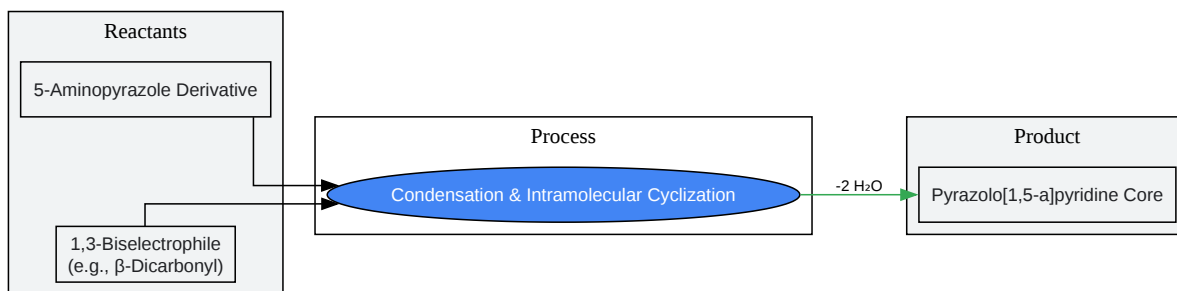 Reactants
5-Aminopyrazole Derivative
1,3-Biselectrophile
(e.g., β-Dicarbonyl)
Process
Condensation & Intramolecular Cyclization
-2 H₂O
Product
Pyrazolo[1,5-a]pyridine Core